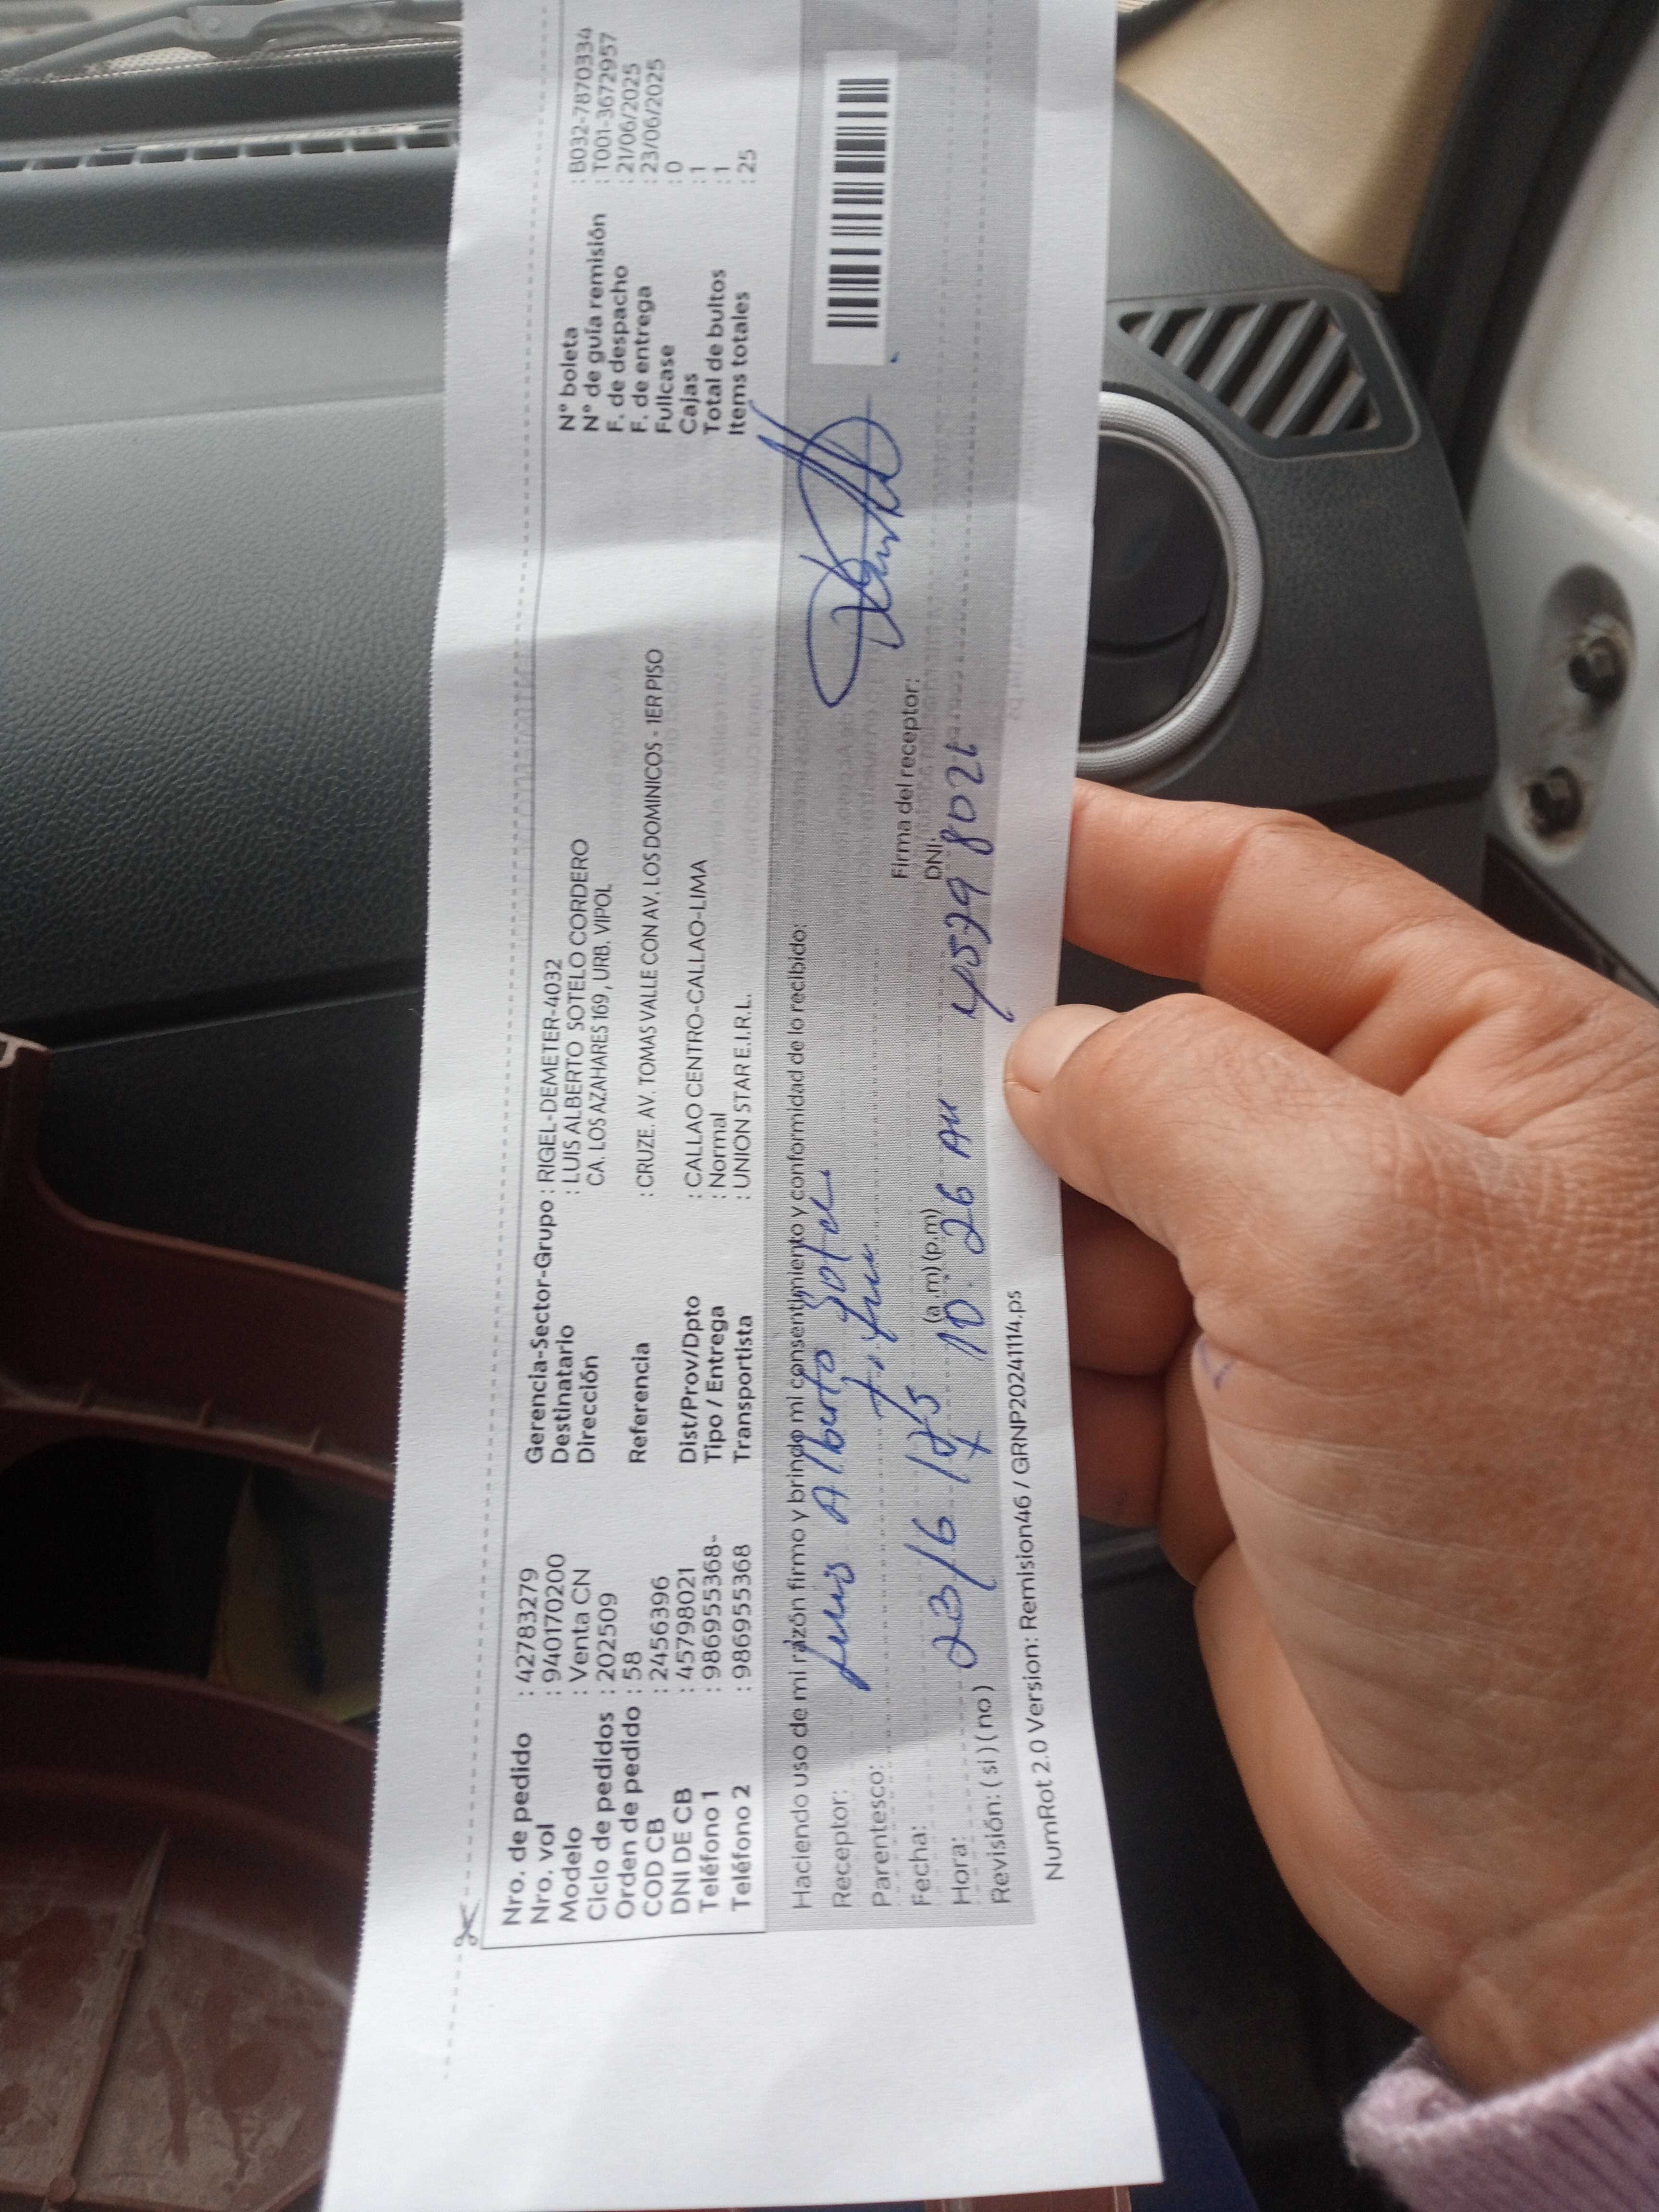 Nro. de pedido : 42783279
Nro. vol : 940170200
Modelo : Venta CN
Ciclo de pedidos : 202509
Orden de pedido : 58
COD CB : 2456396
DNI DE CB : 45798021
Teléfono 1 : 986955368-
Teléfono 2 : 986955368
Gerencia-Sector-Grupo : RIGEL-DEMETER-4032
Destinatario : LUIS ALBERTO SOTELO CORDERO
Dirección CA. LOS AZAHARES 169, URB. VIPOL
Referencia : CRUZE. AV. TOMAS VALLE CON AV. LOS DOMINICOS - 1ER PISO
Dist/Prov/Dpto : CALLAO CENTRO-CALLAO-LIMA
Tipo / Entrega : Normal
Transportista : UNION STAR E.I.R.L.
N° boleta : B032-7870334
N° de guía remisión : T001-3672957
F. de despacho : 21/06/2025
F. de entrega : 23/06/2025
Fullcase : 0
Cajas : 1
Total de bultos : 1
Items totales : 25
Haciendo uso de mi razón firmo y brindo mi consentimiento y conformidad de lo recibido:
Receptor: Luis Alberto Sotelo
Parentesco:
Fecha: 23/6
Hora: (a.m)(p.m) 10:26 AM
Revisión: (si)(no)
Firma del receptor:
DNI: 45798021
NumRot 2.0 Version: Remision46 / GRNP20241114.ps